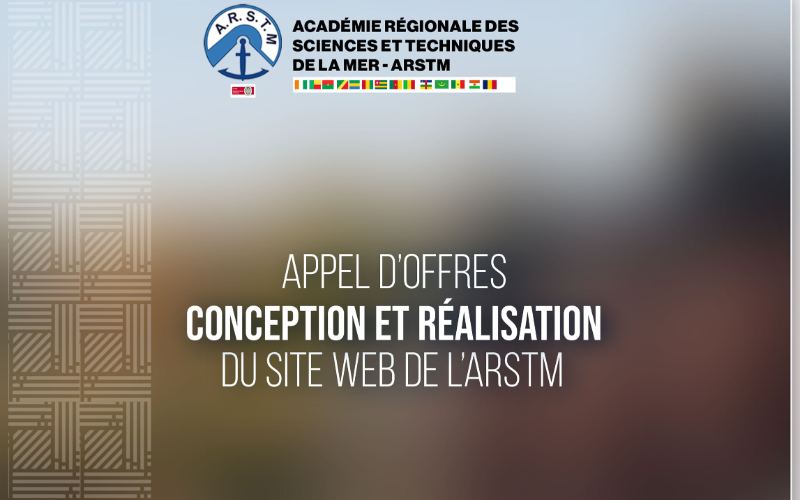 A.R.S.T.M
ACADÉMIE RÉGIONALE DES
SCIENCES ET TECHNIQUES
DE LA MER - ARSTM
APPEL D'OFFRES
CONCEPTION ET RÉALISATION
DU SITE WEB DE L'ARSTM